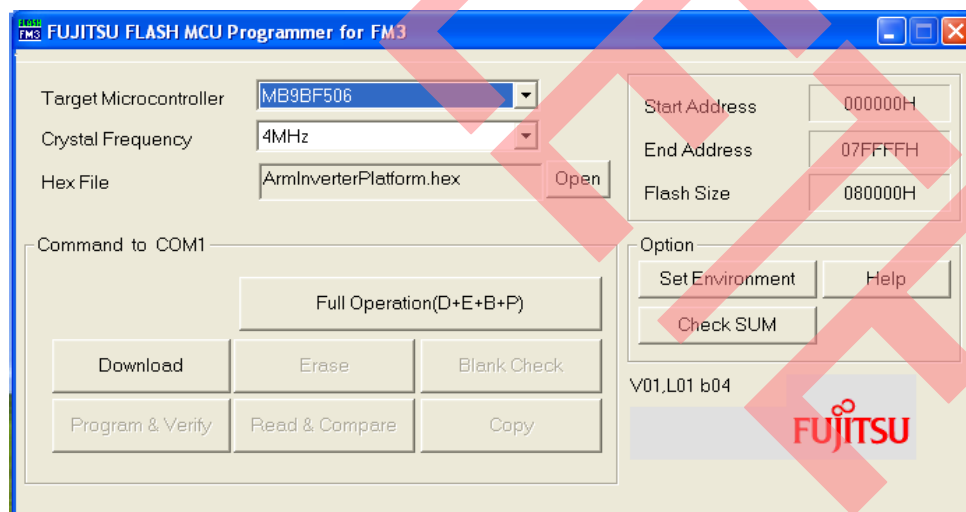 FLASH FM3 FUJITSU FLASH MCU Programmer for FM3
Target Microcontroller MB9BF506
Crystal Frequency 4MHz
Hex File ArmInverterPlatform.hex Open
Start Address 000000H
End Address 07FFFFH
Flash Size 080000H
Command to COM1
Full Operation(D+E+B+P)
Download Erase Blank Check
Program & Verify Read & Compare Copy
Option
Set Environment Help
Check SUM
V01,L01 b04
FUJITSU